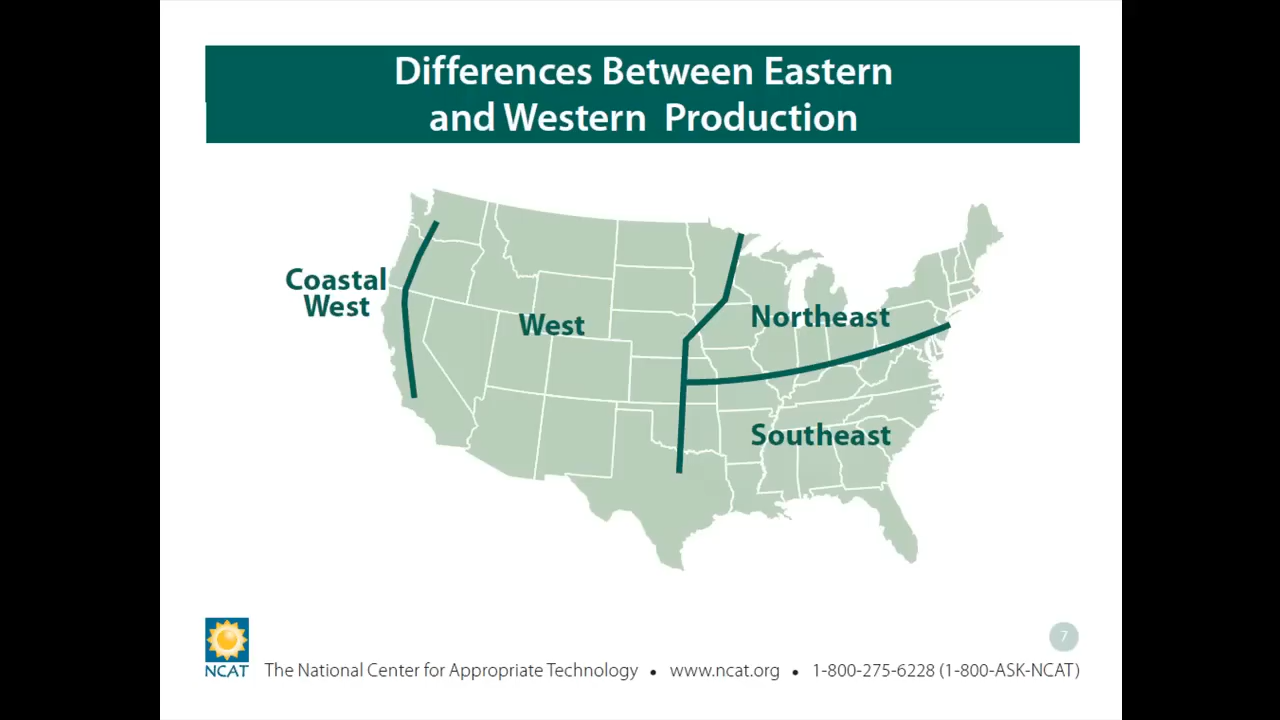 Differences Between Eastern
and Western Production
Coastal
West
West
Northeast
Southeast
7
NCAT
The National Center for Appropriate Technology • www.ncat.org • 1-800-275-6228 (1-800-ASK-NCAT)